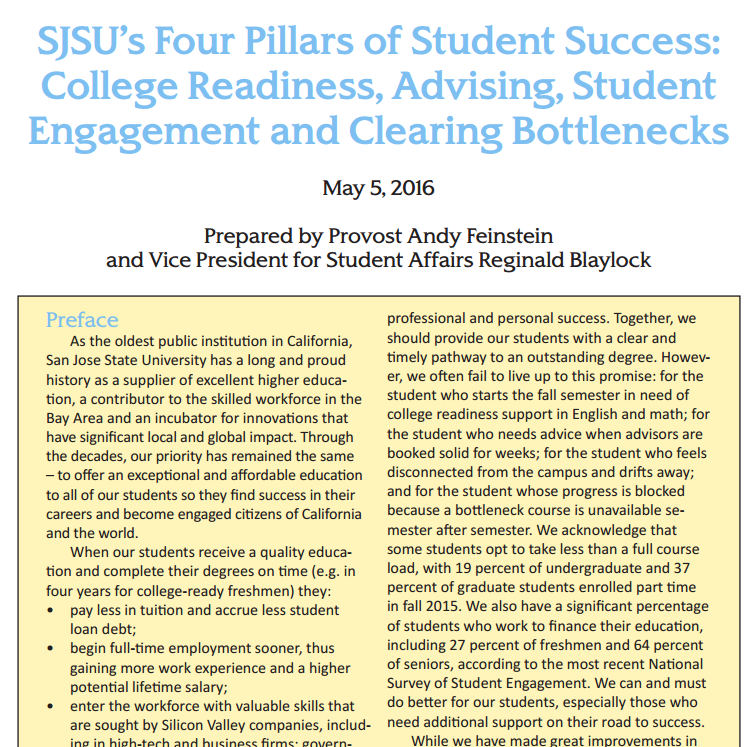 SJSU's Four Pillars of Student Success:
College Readiness, Advising, Student
Engagement and Clearing Bottlenecks
May 5, 2016
Prepared by Provost Andy Feinstein
and Vice President for Student Affairs Reginald Blaylock
Preface
As the oldest public institution in California,
San Jose State University has a long and proud
history as a supplier of excellent higher educa-
tion, a contributor to the skilled workforce in the
Bay Area and an incubator for innovations that
have significant local and global impact. Through
the decades, our priority has remained the same
– to offer an exceptional and affordable education
to all of our students so they find success in their
careers and become engaged citizens of California
and the world.
When our students receive a quality educa-
tion and complete their degrees on time (e.g. in
four years for college-ready freshmen) they:
• pay less in tuition and accrue less student
loan debt;
• begin full-time employment sooner, thus
gaining more work experience and a higher
potential lifetime salary;
• enter the workforce with valuable skills that
are sought by Silicon Valley companies, includ-
ing in high-tech and business firms; govern-
professional and personal success. Together, we
should provide our students with a clear and
timely pathway to an outstanding degree. Howev-
er, we often fail to live up to this promise: for the
student who starts the fall semester in need of
college readiness support in English and math; for
the student who needs advice when advisors are
booked solid for weeks; for the student who feels
disconnected from the campus and drifts away;
and for the student whose progress is blocked
because a bottleneck course is unavailable se-
mester after semester. We acknowledge that
some students opt to take less than a full course
load, with 19 percent of undergraduate and 37
percent of graduate students enrolled part time
in fall 2015. We also have a significant percentage
of students who work to finance their education,
including 27 percent of freshmen and 64 percent
of seniors, according to the most recent National
Survey of Student Engagement. We can and must
do better for our students, especially those who
need additional support on their road to success.
While we have made great improvements in